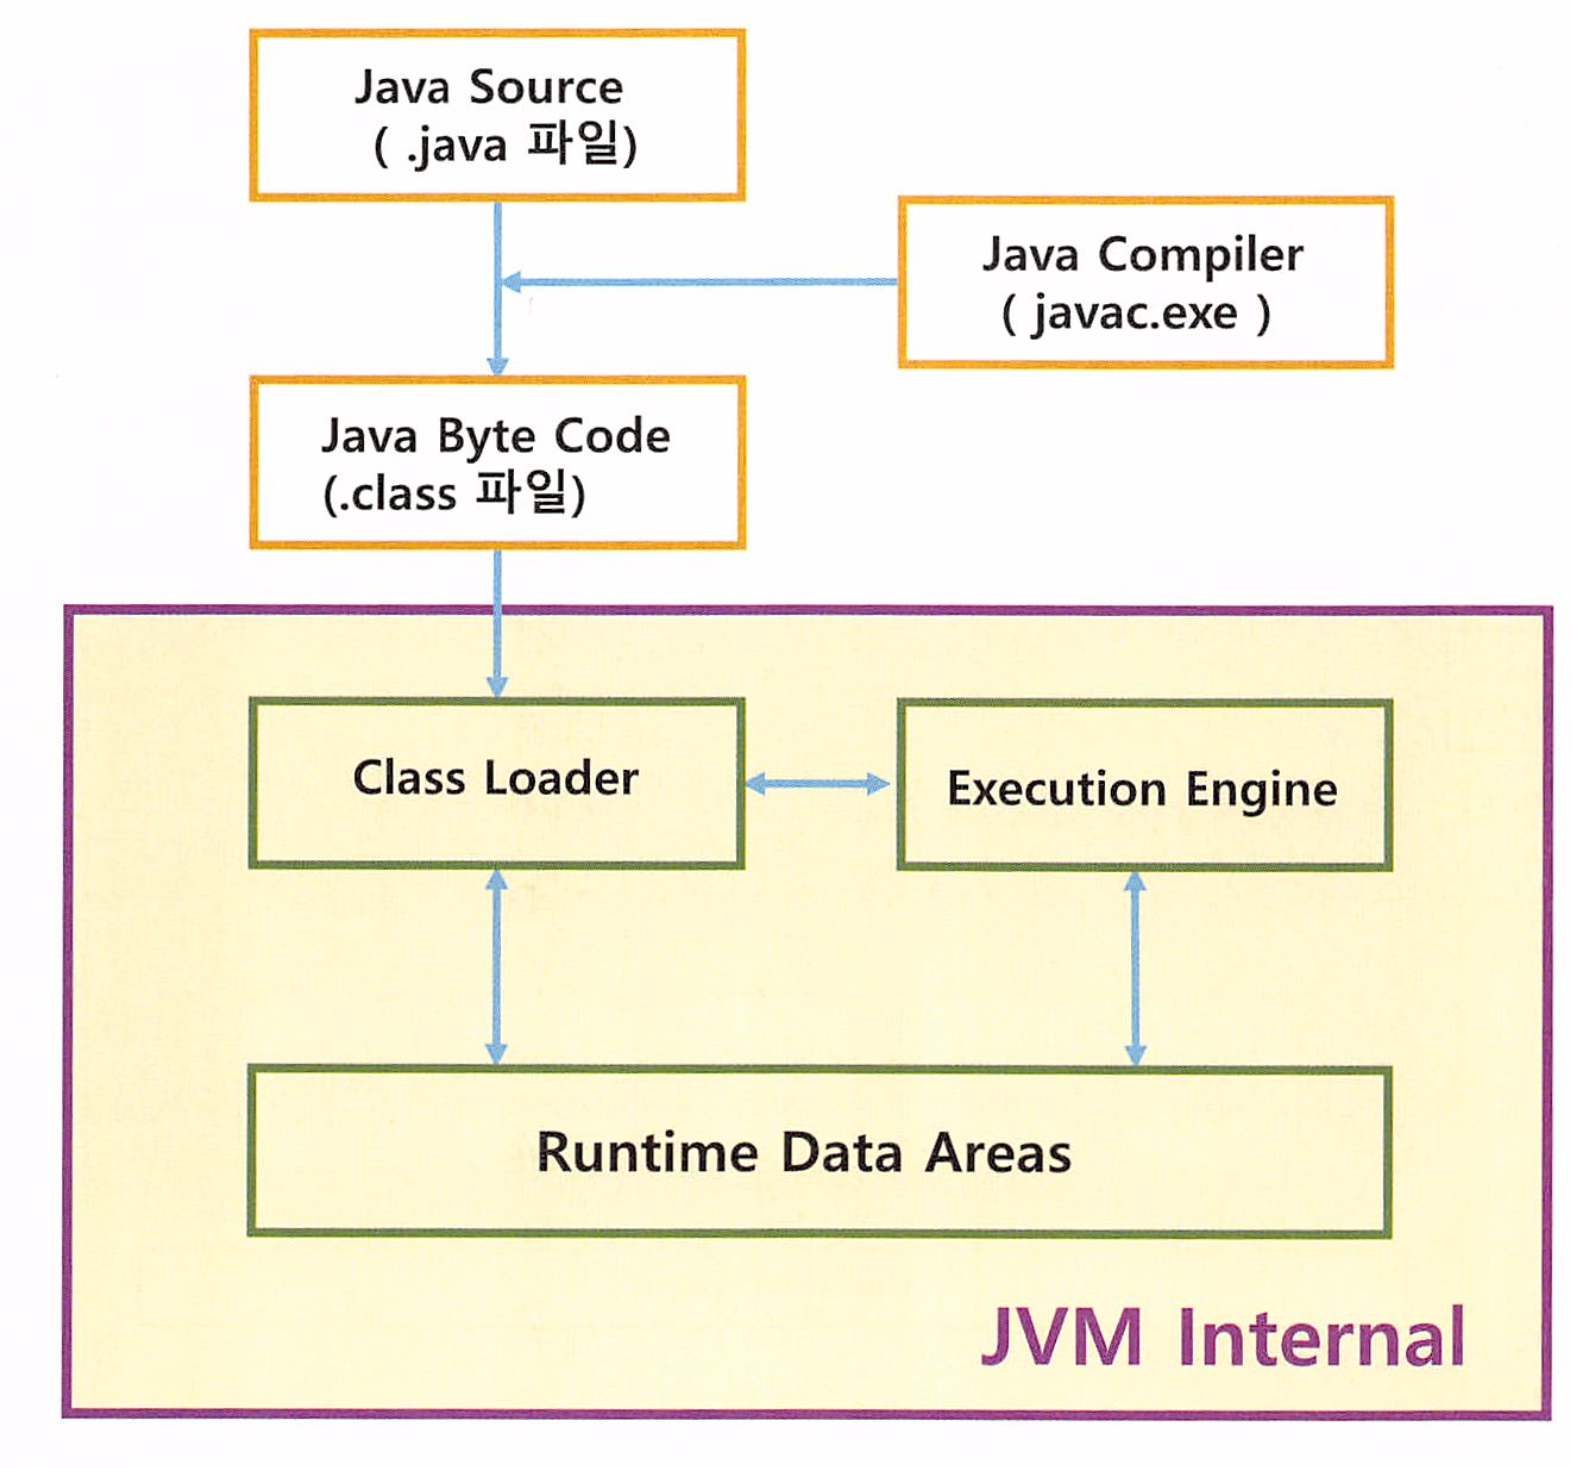 Java Source
( .java 파일)
Java Compiler
( javac.exe )
Java Byte Code
(.class 파일)
Class Loader
Execution Engine
Runtime Data Areas
JVM Internal